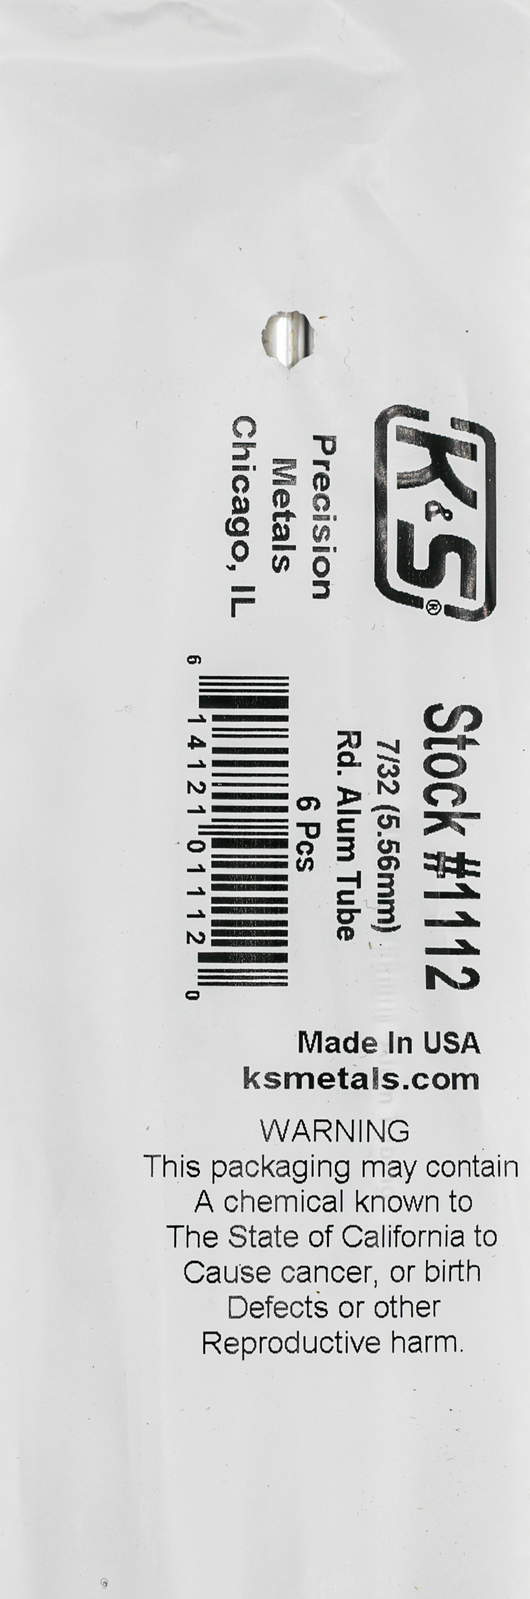 K&S®
Precision
Metals
Chicago, IL
Stock #1112
7/32 (5.56mm)
Rd. Alum Tube
6 Pcs
6 14121 01112 0
Made In USA
ksmetals.com
WARNING
This packaging may contain
A chemical known to
The State of California to
Cause cancer, or birth
Defects or other
Reproductive harm.